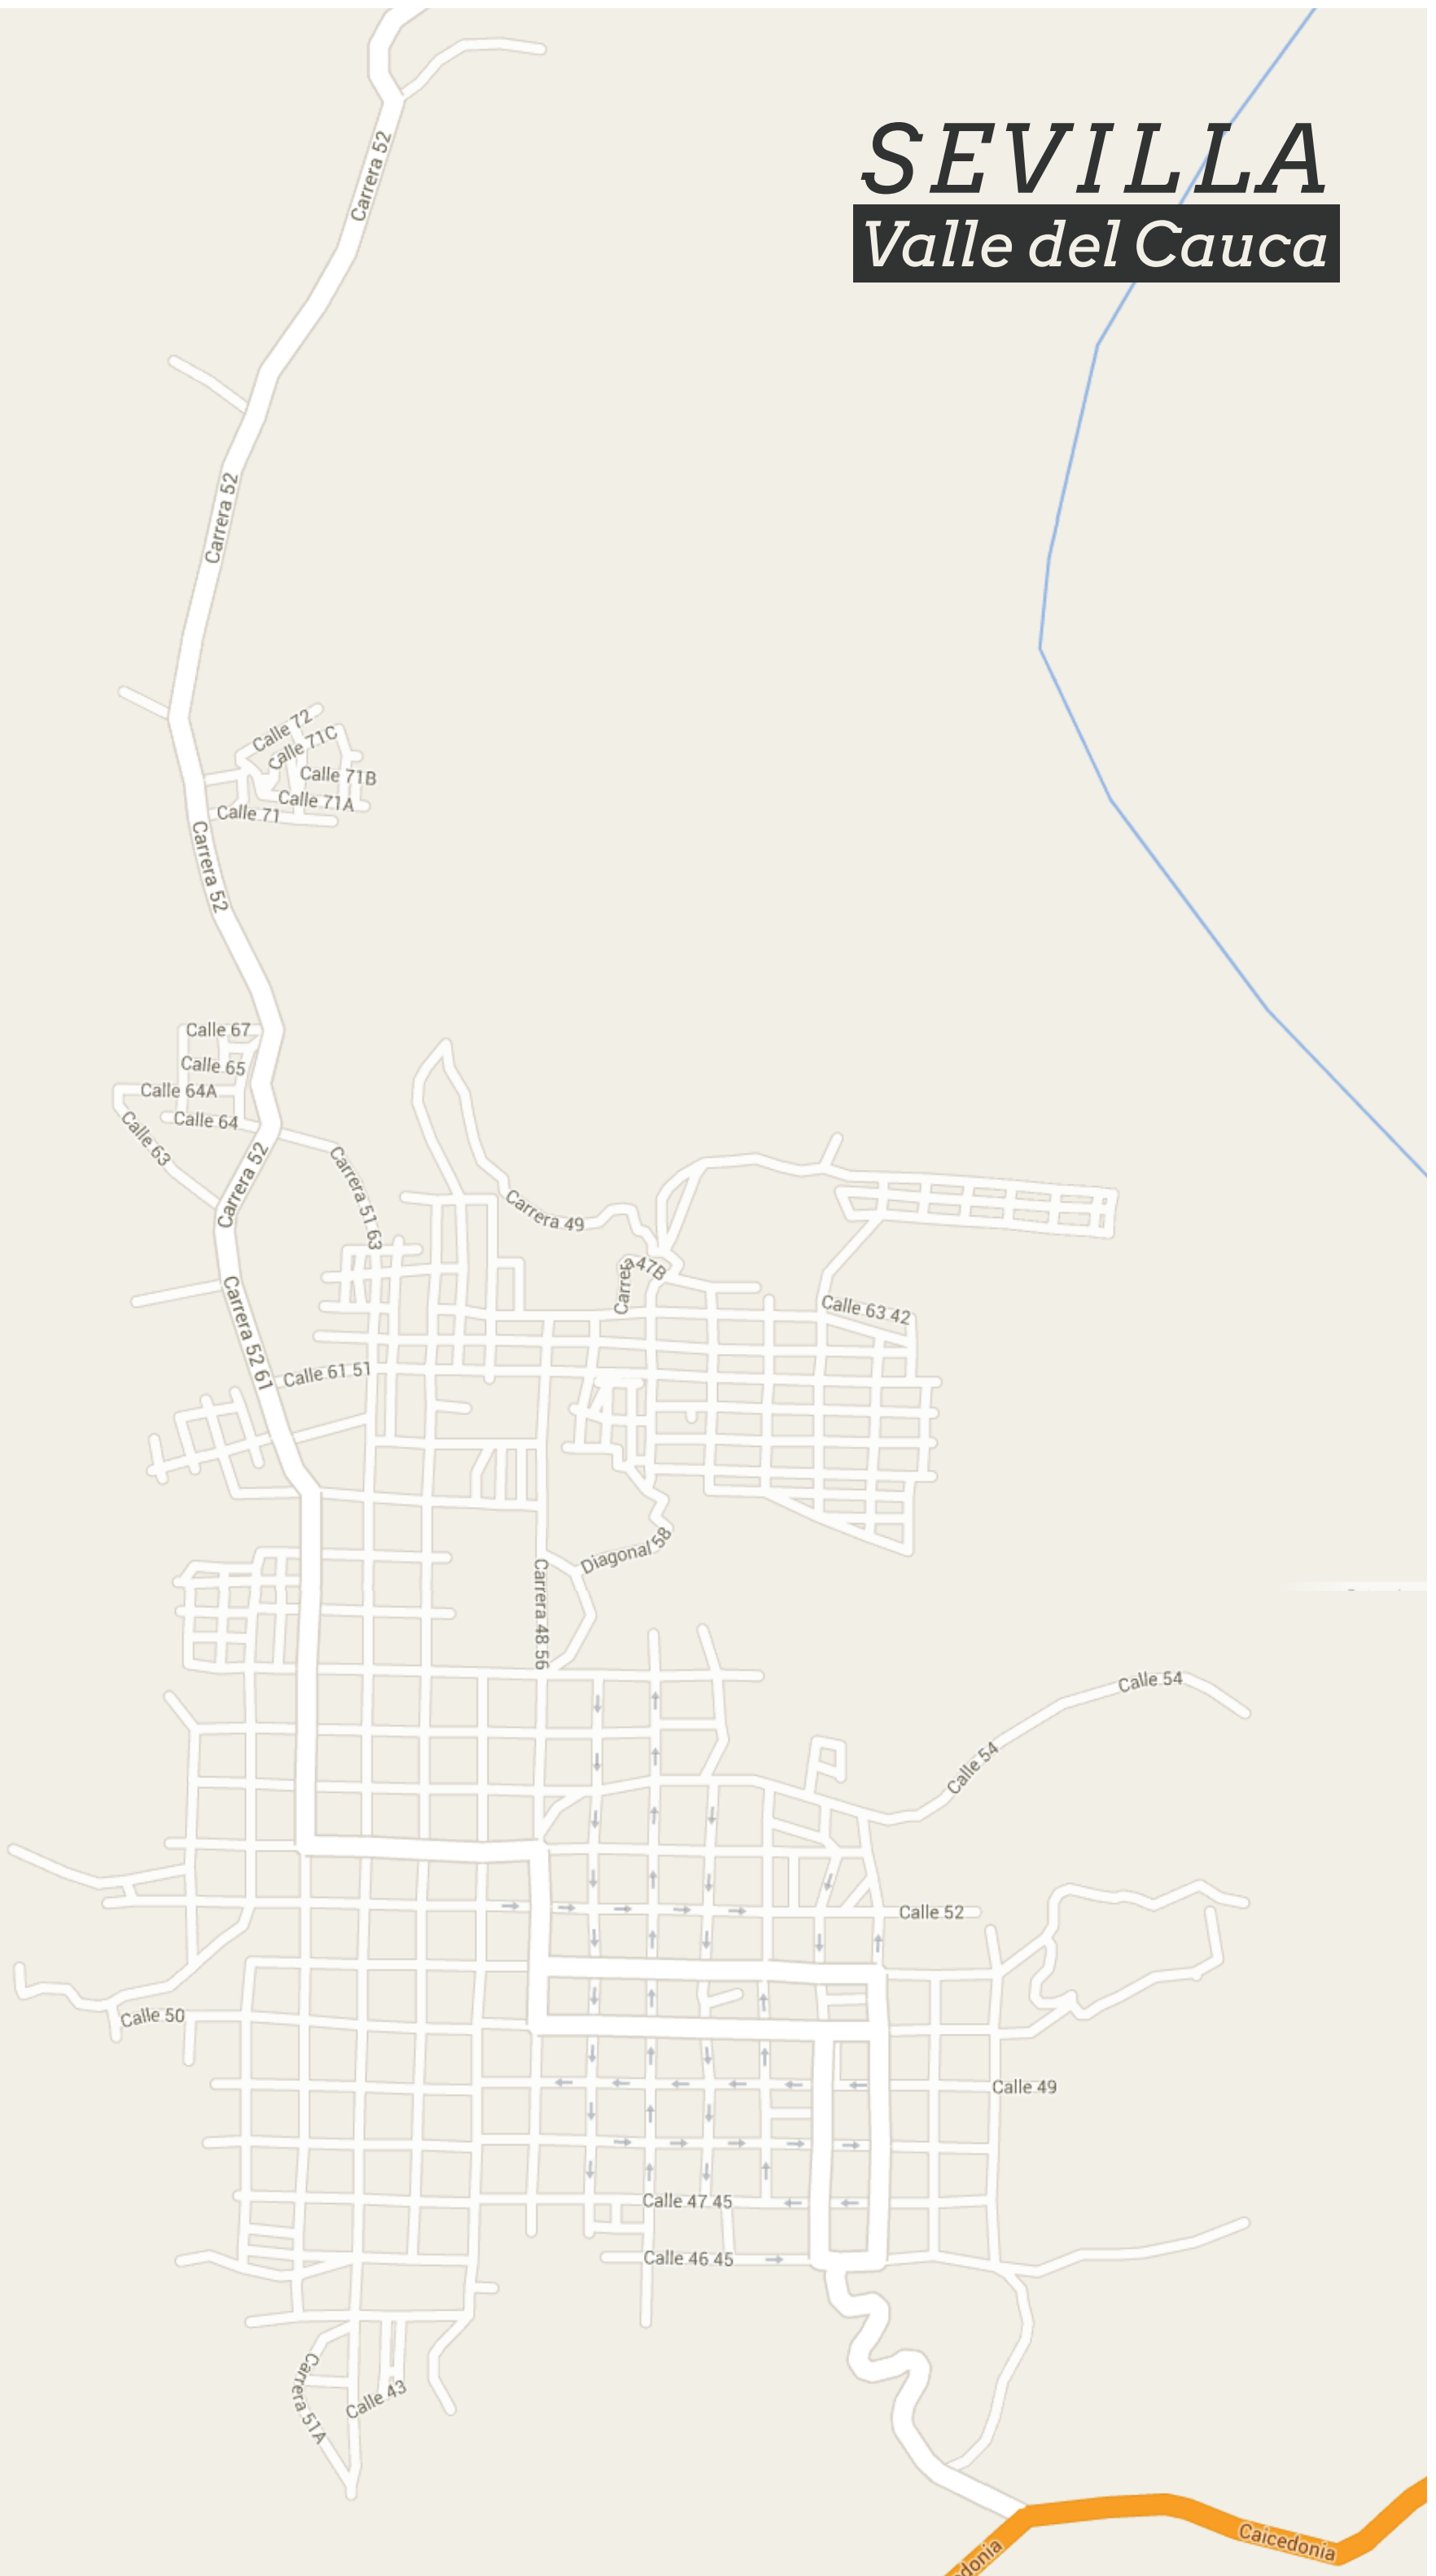 SEVILLA
Valle del Cauca
Carrera 52
Carrera 52
Calle 72
Calle 71C
Calle 71B
Calle 71A
Calle 71
Carrera 52
Calle 67
Calle 65
Calle 64A
Calle 64
Calle 63
Carrera 52
Carrera 51 63
Carrera 49
a 47B
Carrer
Carrera 52 61
Calle 63 42
Calle 61 51
Diagonal 58
Carrera 48 56
Calle 54
Calle 54
Calle 52
Calle 50
Calle 49
Calle 47 45
Calle 46 45
Carrera 51A
Calle 43
Caicedonia
donia